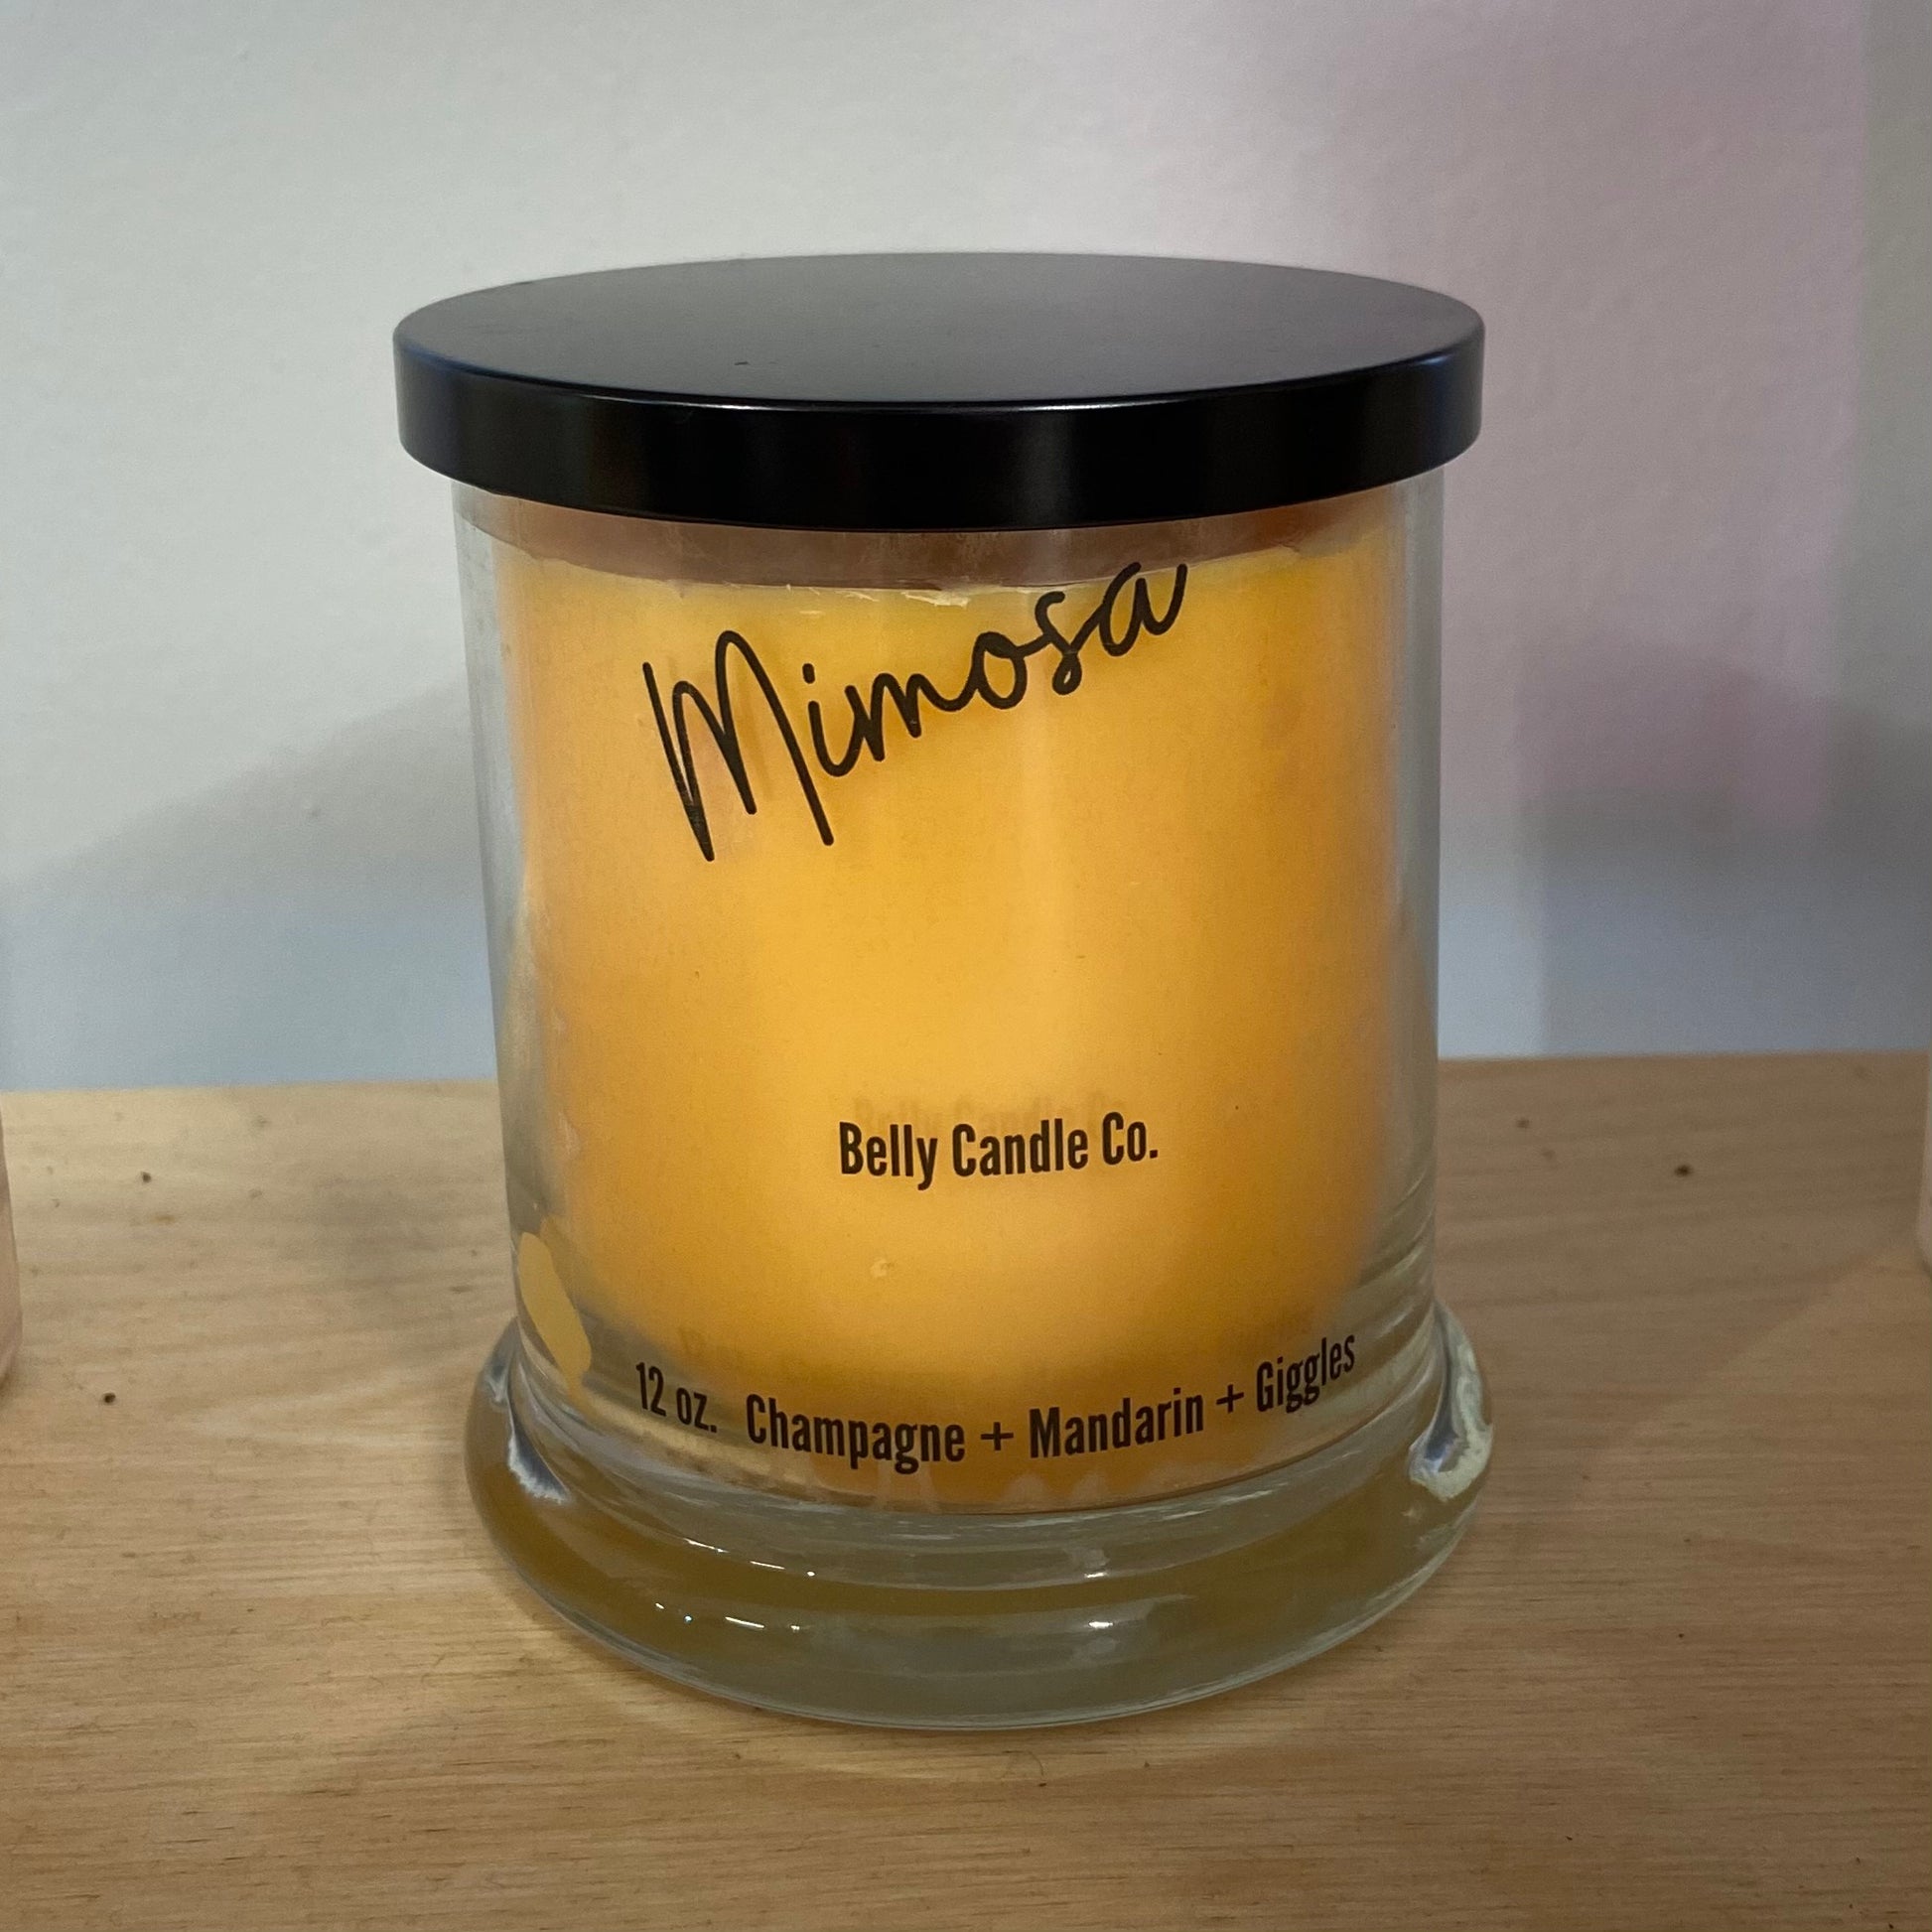 Mimosa
Belly Candle Co.
12 oz. Champagne + Mandarin + Giggles